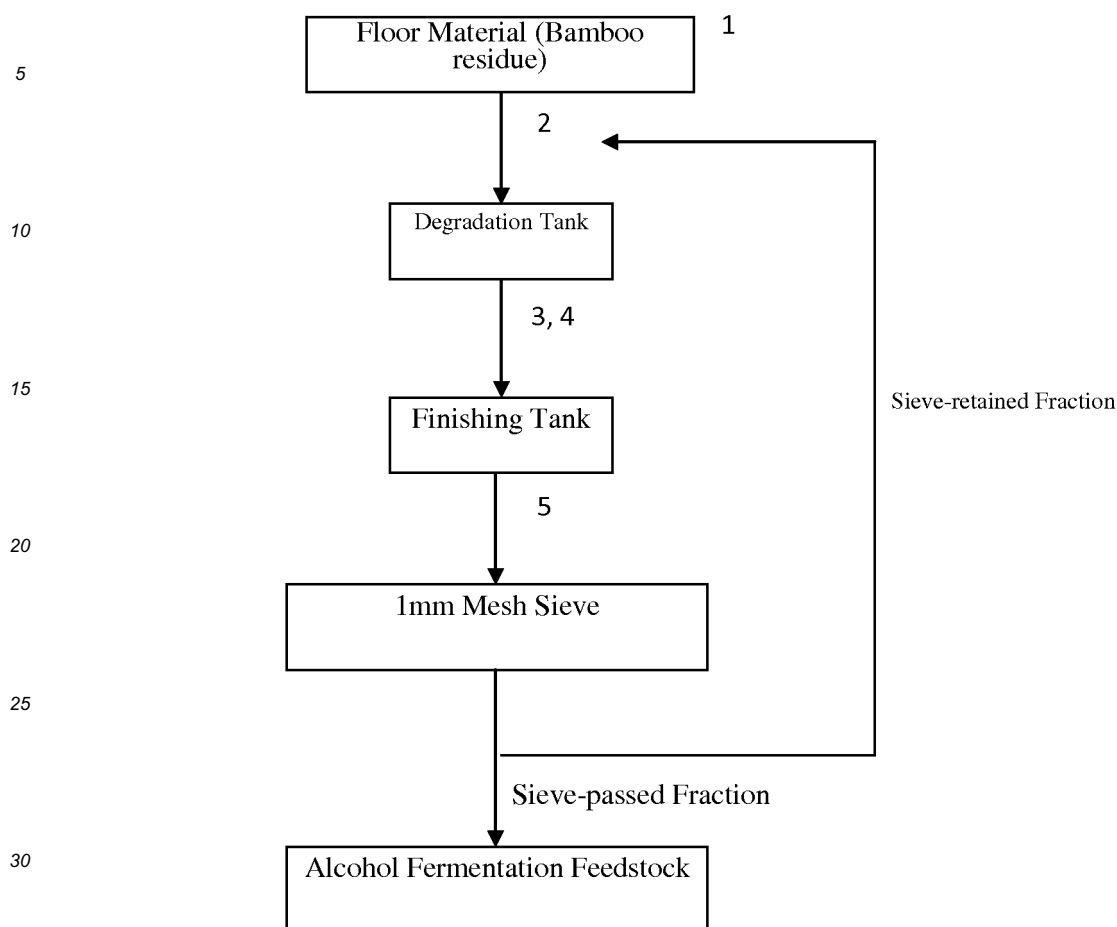 Floor Material (Bamboo
residue)
1
5
2
Degradation Tank
10
3, 4
15
Finishing Tank
Sieve-retained Fraction
5
20
1mm Mesh Sieve
25
Sieve-passed Fraction
30
Alcohol Fermentation Feedstock